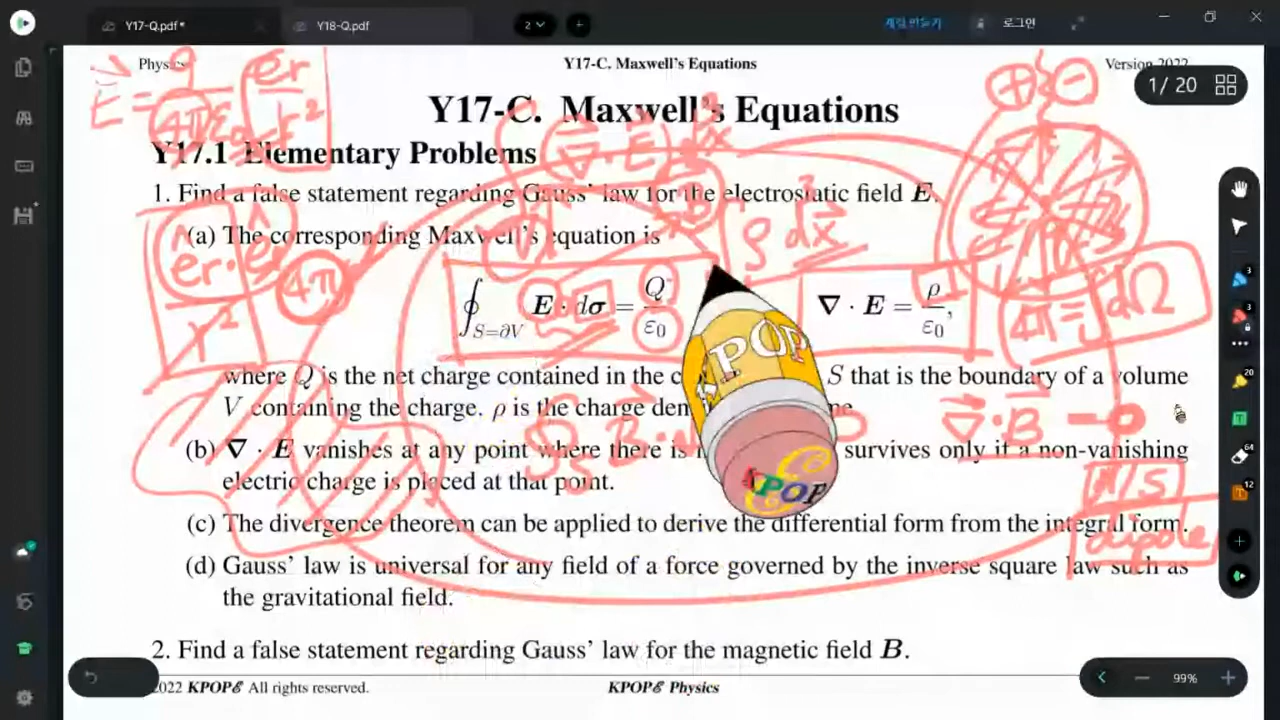 Y17-Q.pdf* Y18-Q.pdf 2 로그인
Physics Y17-C. Maxwell's Equations Version 2022
1/20
Y17-C. Maxwell's Equations
Y17.1 Elementary Problems
1. Find a false statement regarding Gauss' law for the electrostatic field E.
(a) The corresponding Maxwell's equation is
∮S=∂V E · dσ = Q/ε0 ∇ · E = ρ/ε0,
where Q is the net charge contained in the S that is the boundary of a volume
V containing the charge. ρ is the charge
(b) ∇ · E vanishes at any point where there is survives only if a non-vanishing
electric charge is placed at that point.
(c) The divergence theorem can be applied to derive the differential form from the integral form.
(d) Gauss' law is universal for any field of a force governed by the inverse square law such as
the gravitational field.
2. Find a false statement regarding Gauss' law for the magnetic field B.
2022 KPOPE All rights reserved. KPOPE Physics
99%
KPOP
KPOP
ρ dx
4π
4π = ∫dΩ
∇·B = 0
N/S
dipole